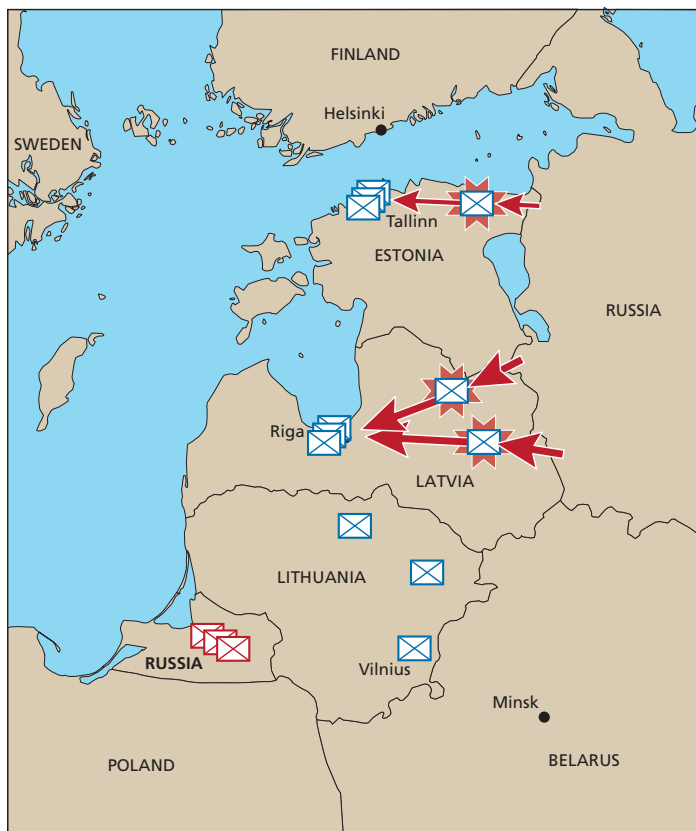 FINLAND
Helsinki
SWEDEN
Tallinn
ESTONIA
RUSSIA
Riga
LATVIA
LITHUANIA
RUSSIA
Vilnius
Minsk
POLAND
BELARUS